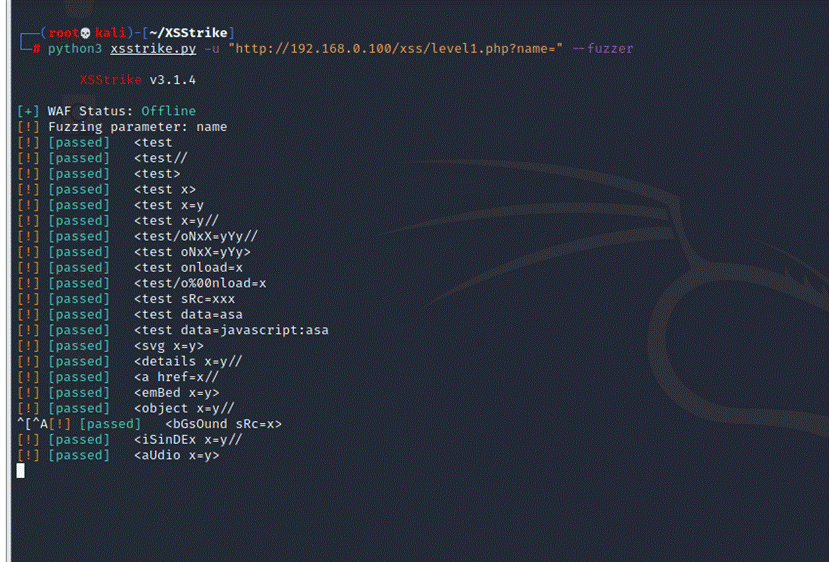 ┌──(root💀kali)-[~/XSStrike]
└─# python3 xsstrike.py -u "http://192.168.0.100/xss/level1.php?name=" --fuzzer
XSStrike v3.1.4
[+] WAF Status: Offline
[!] Fuzzing parameter: name
[!] [passed] <test
[!] [passed] <test//
[!] [passed] <test>
[!] [passed] <test x>
[!] [passed] <test x=y
[!] [passed] <test x=y//
[!] [passed] <test/oNxX=yYy//
[!] [passed] <test oNxX=yYy>
[!] [passed] <test onload=x
[!] [passed] <test/o%00nload=x
[!] [passed] <test sRc=xxx
[!] [passed] <test data=asa
[!] [passed] <test data=javascript:asa
[!] [passed] <svg x=y>
[!] [passed] <details x=y//
[!] [passed] <a href=x//
[!] [passed] <emBed x=y>
[!] [passed] <object x=y//
^[^A[!] [passed] <bGsOund sRc=x>
[!] [passed] <iSinDEx x=y//
[!] [passed] <aUdio x=y>